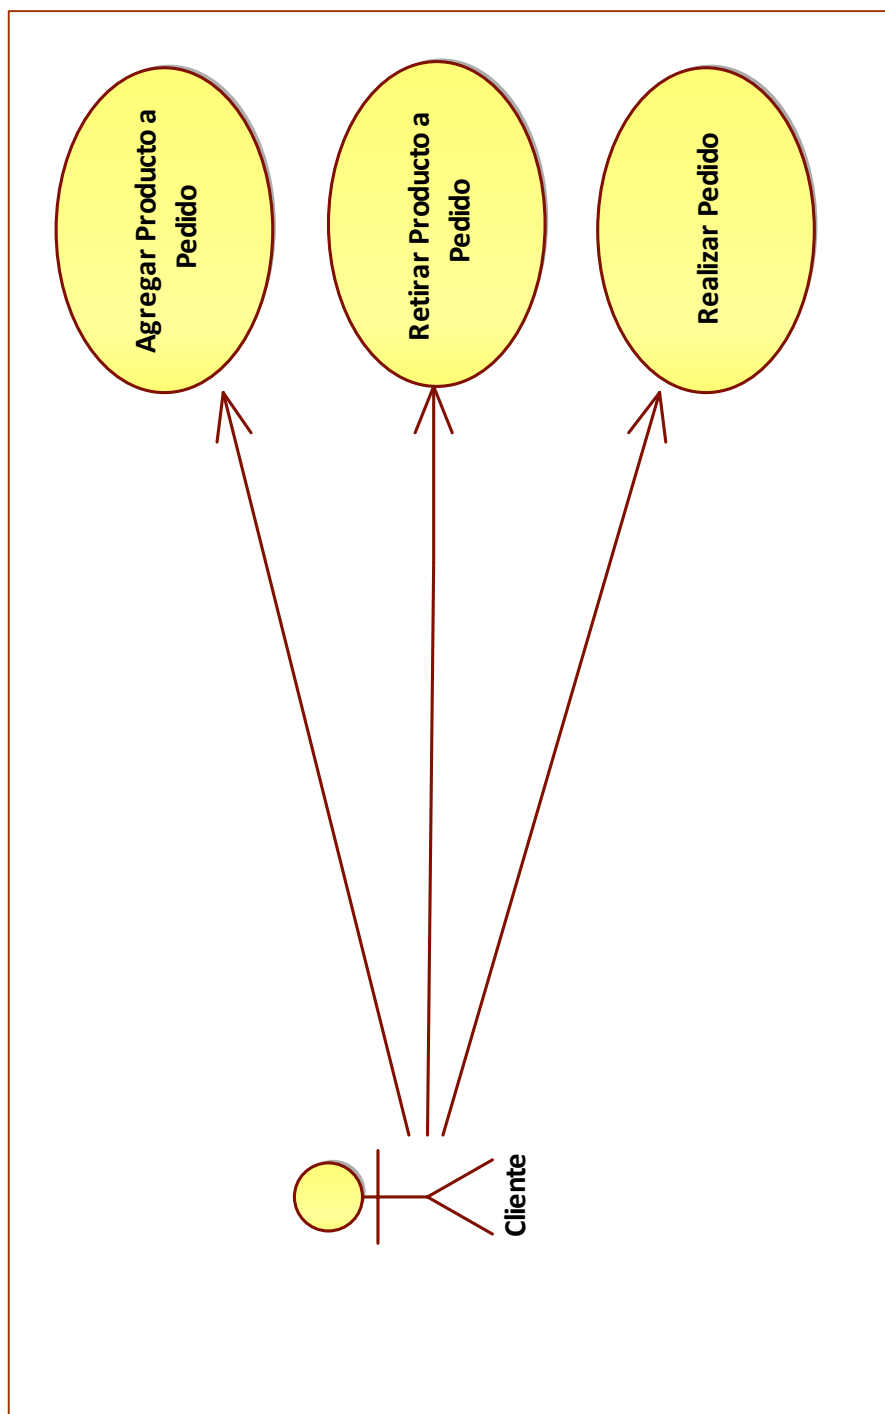 Agregar Producto a
Pedido
Retirar Producto a
Pedido
Realizar Pedido
Cliente